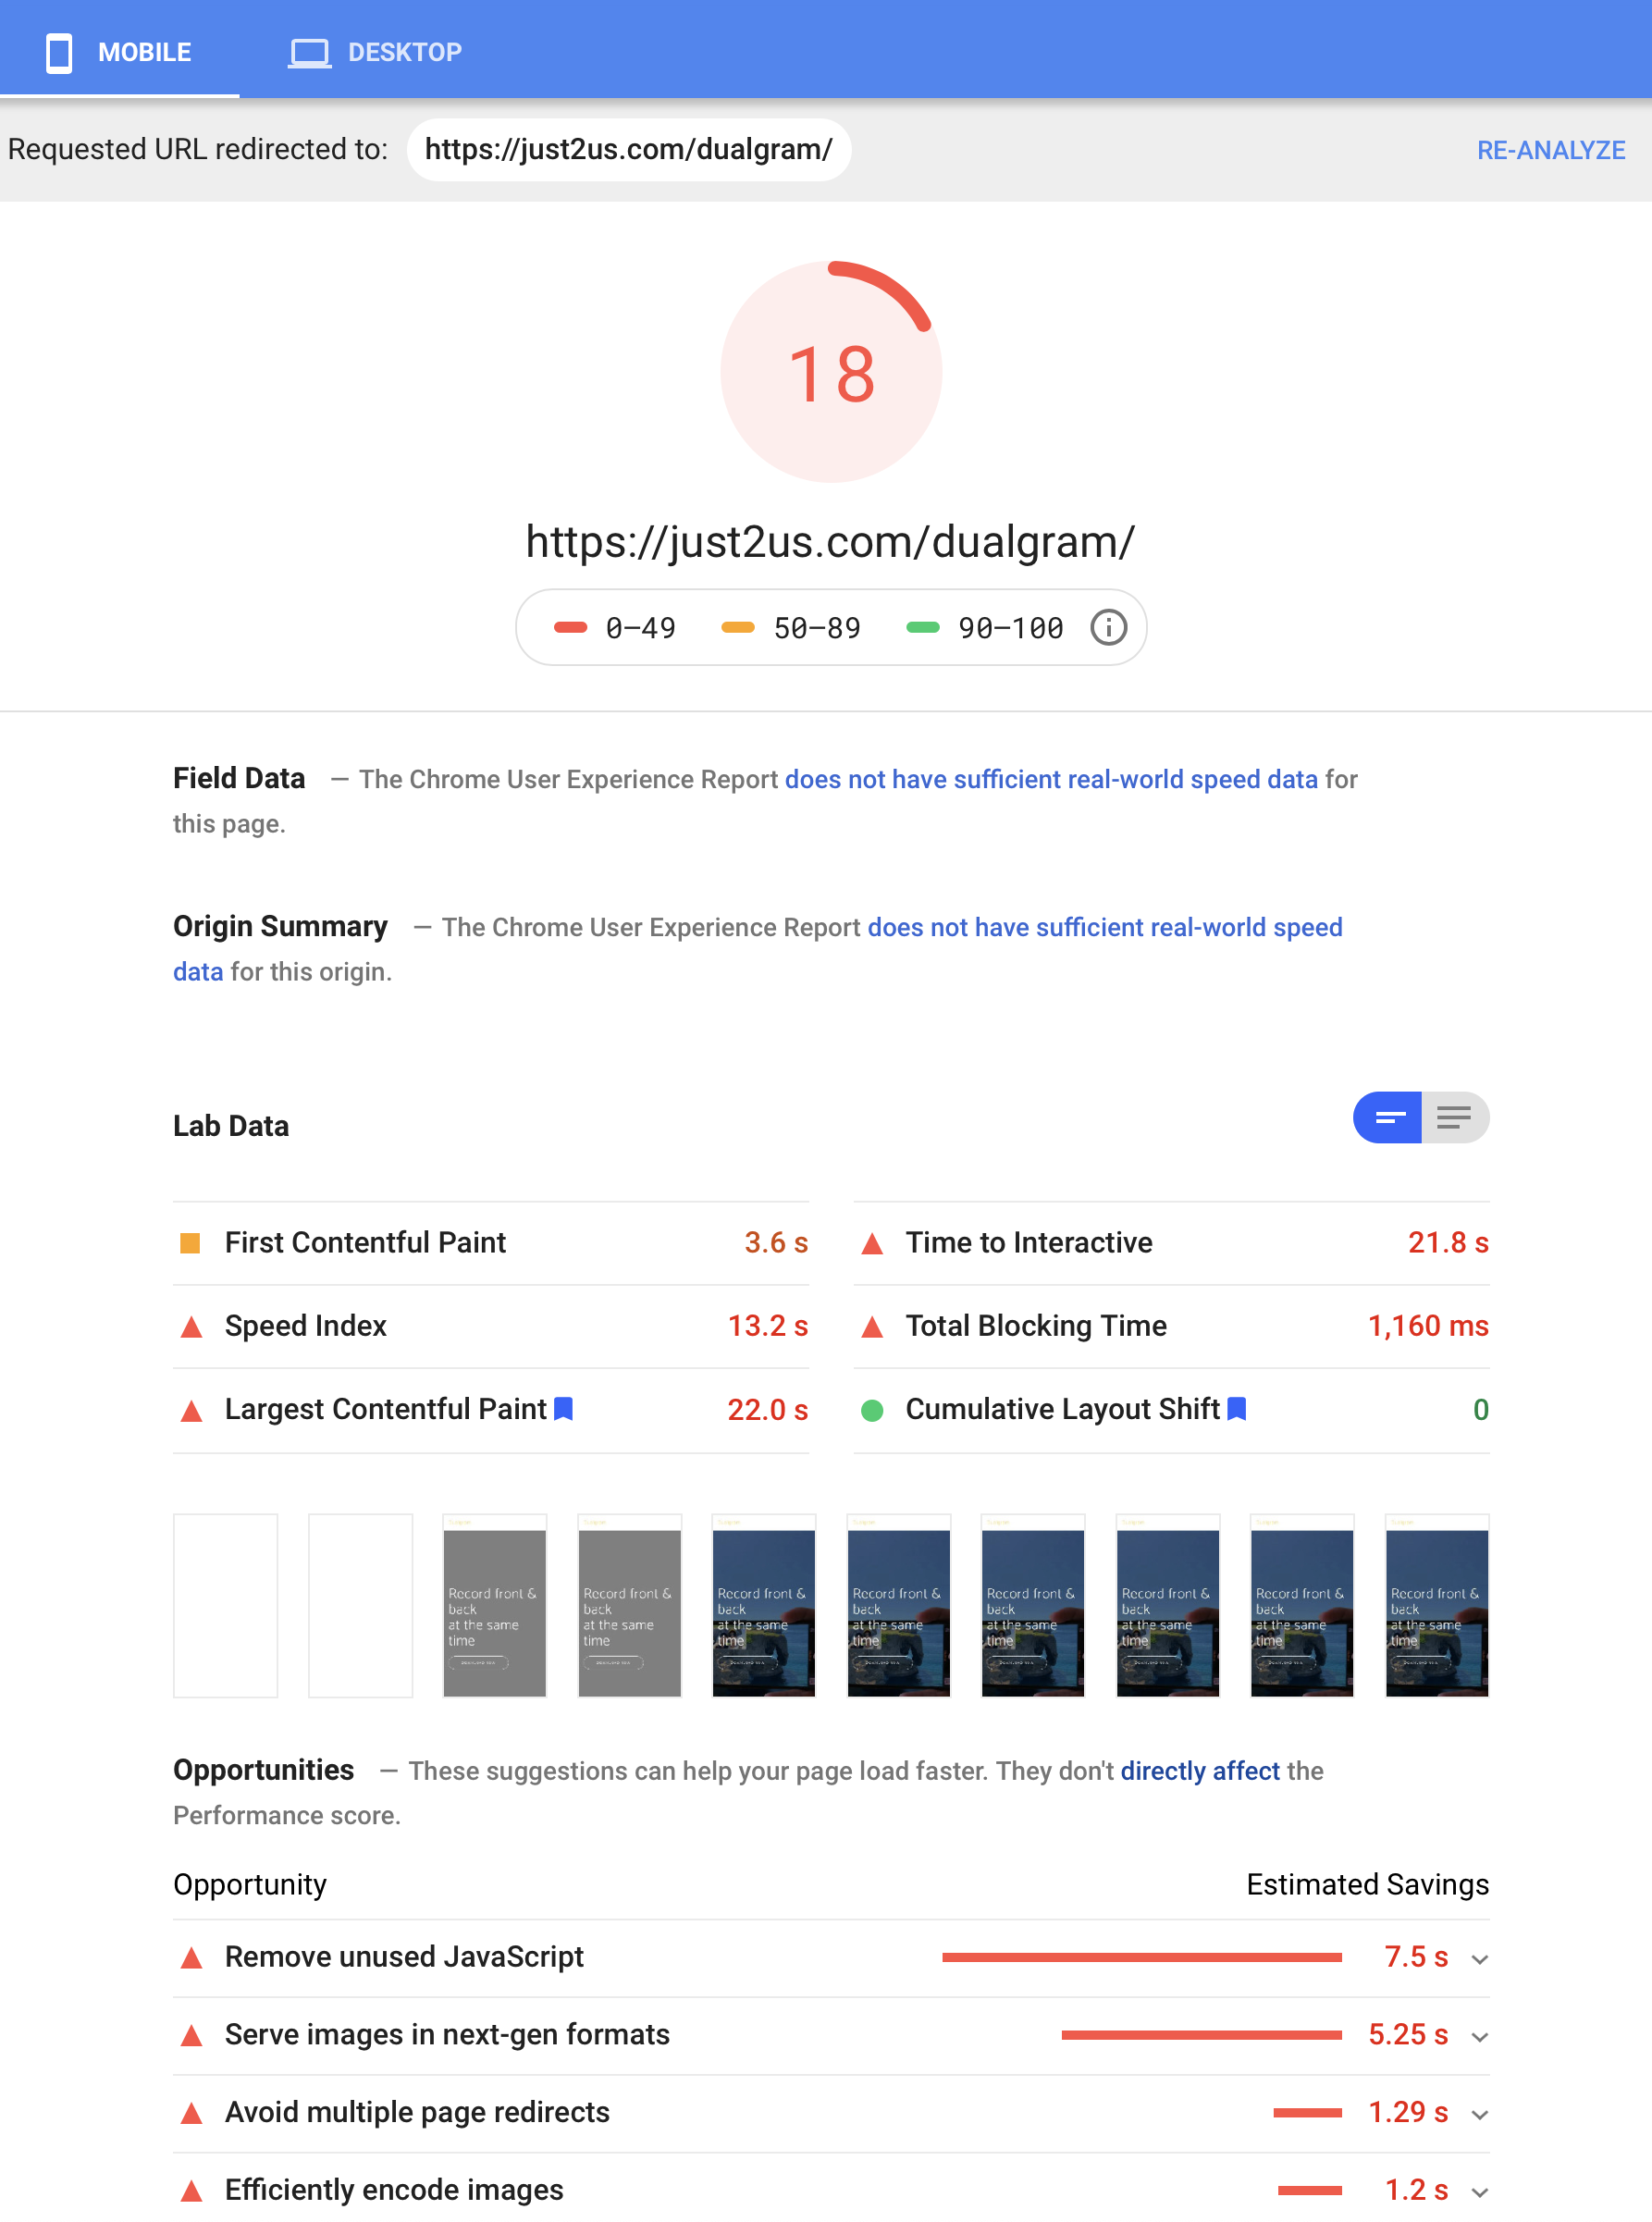 MOBILE
DESKTOP
Requested URL redirected to: https://just2us.com/dualgram/
RE-ANALYZE
18
https://just2us.com/dualgram/
0–49 50–89 90–100
Field Data — The Chrome User Experience Report does not have sufficient real-world speed data for
this page.
Origin Summary — The Chrome User Experience Report does not have sufficient real-world speed
data for this origin.
Lab Data
First Contentful Paint 3.6 s
Time to Interactive 21.8 s
Speed Index 13.2 s
Total Blocking Time 1,160 ms
Largest Contentful Paint 22.0 s
Cumulative Layout Shift 0
Record front &
back
at the same
time
Record front &
back
at the same
time
Record front &
back
at the same
time
Record front &
back
at the same
time
Record front &
back
at the same
time
Record front &
back
at the same
time
Record front &
back
at the same
time
Record front &
back
at the same
time
Opportunities — These suggestions can help your page load faster. They don't directly affect the
Performance score.
Opportunity Estimated Savings
Remove unused JavaScript 7.5 s
Serve images in next-gen formats 5.25 s
Avoid multiple page redirects 1.29 s
Efficiently encode images 1.2 s